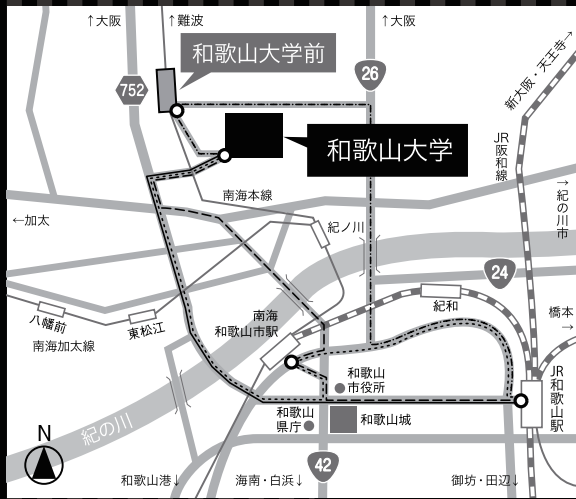 ↑大阪
↑難波
↑大阪
和歌山大学前
26
新大阪・天王寺→
752
和歌山大学
JR
阪和線
→紀の川市
南海本線
←加太
紀ノ川
24
八幡前
東松江
南海加太線
南海
和歌山市駅
紀和
橋本
→
和歌山
市役所
JR
和歌山駅
紀の川
和歌山
県庁
和歌山城
N
42
和歌山港↓
海南・白浜↓
御坊・田辺↓